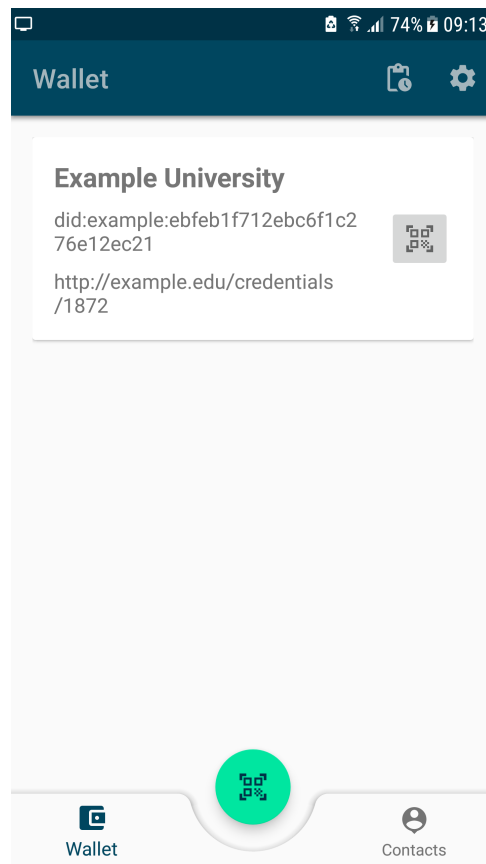 74% 09:13
Wallet
Example University
did:example:ebfeb1f712ebc6f1c2
76e12ec21
http://example.edu/credentials
/1872
Wallet
Contacts